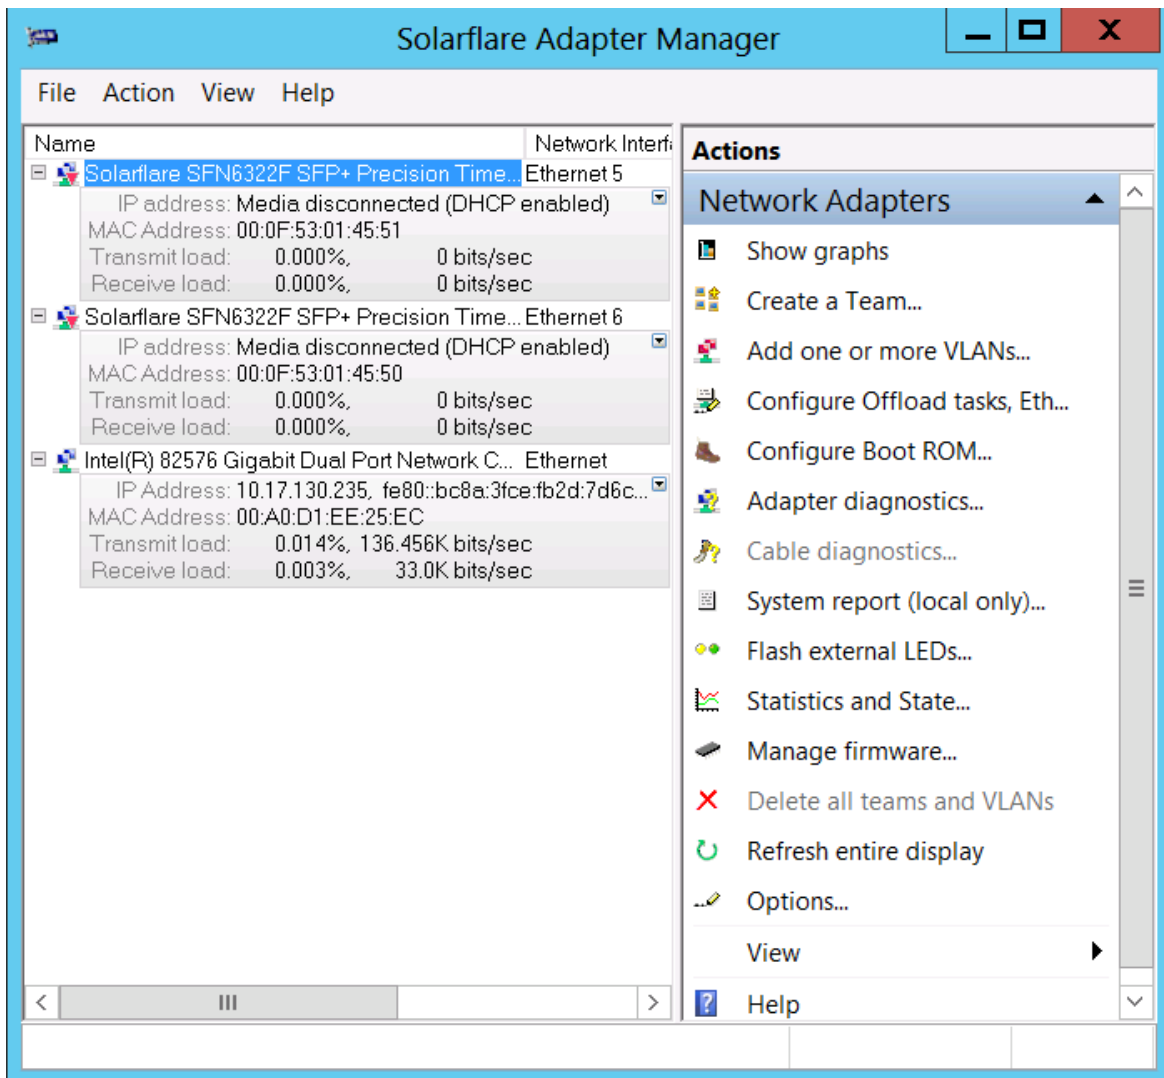 Solarflare Adapter Manager
File Action View Help
Name Network Interf
Solarflare SFN6322F SFP+ Precision Time... Ethernet 5
IP address: Media disconnected (DHCP enabled)
MAC Address: 00:0F:53:01:45:51
Transmit load: 0.000%, 0 bits/sec
Receive load: 0.000%, 0 bits/sec
Solarflare SFN6322F SFP+ Precision Time... Ethernet 6
IP address: Media disconnected (DHCP enabled)
MAC Address: 00:0F:53:01:45:50
Transmit load: 0.000%, 0 bits/sec
Receive load: 0.000%, 0 bits/sec
Intel(R) 82576 Gigabit Dual Port Network C... Ethernet
IP Address: 10.17.130.235, fe80::bc8a:3fce:fb2d:7d6c...
MAC Address: 00:A0:D1:EE:25:EC
Transmit load: 0.014%, 136.456K bits/sec
Receive load: 0.003%, 33.0K bits/sec
Actions
Network Adapters
Show graphs
Create a Team...
Add one or more VLANs...
Configure Offload tasks, Eth...
Configure Boot ROM...
Adapter diagnostics...
Cable diagnostics...
System report (local only)...
Flash external LEDs...
Statistics and State...
Manage firmware...
Delete all teams and VLANs
Refresh entire display
Options...
View
Help